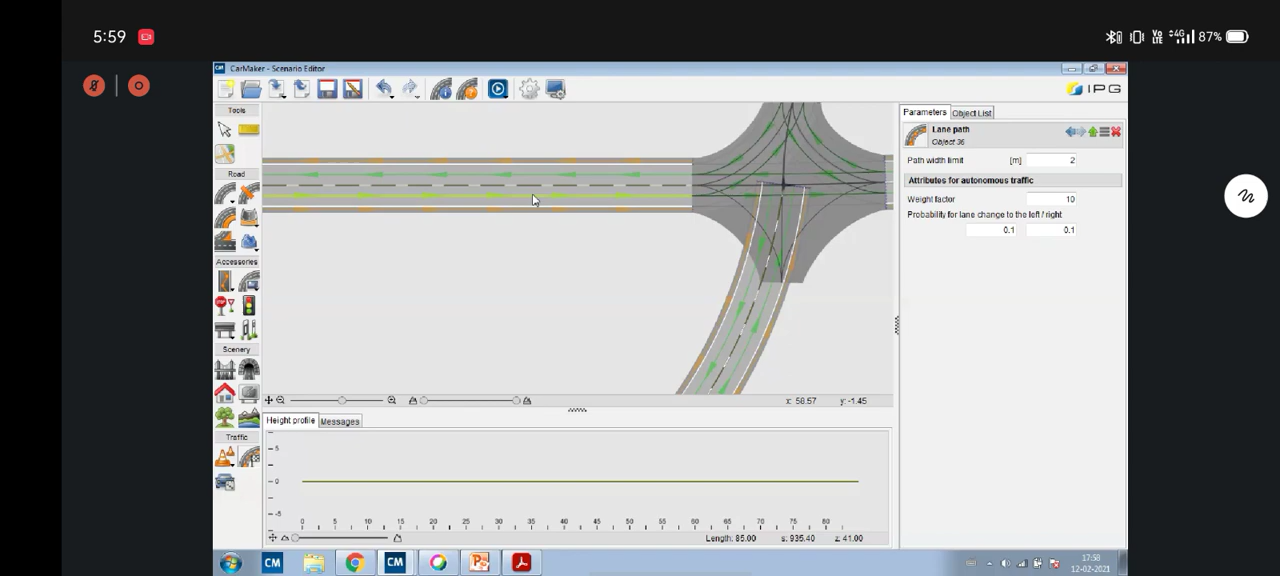 5:59
VO
LTE
4G
87%
CarMaker - Scenario Editor
IPG
Tools
Road
Accessories
STOP
Scenery
Traffic
Parameters Object List
Lane path
Object 36
Path width limit [m] 2
Attributes for autonomous traffic
Weight factor 10
Probability for lane change to the left / right
0.1 0.1
x: 58.57 y: -1.45
Height profile Messages
5
0
-5
0 5 10 15 20 25 30 35 40 45 50 55 60 65 70 75 80
Length: 85.00 s: 935.40 z: 41.00
CM CM
17:58
12-02-2021